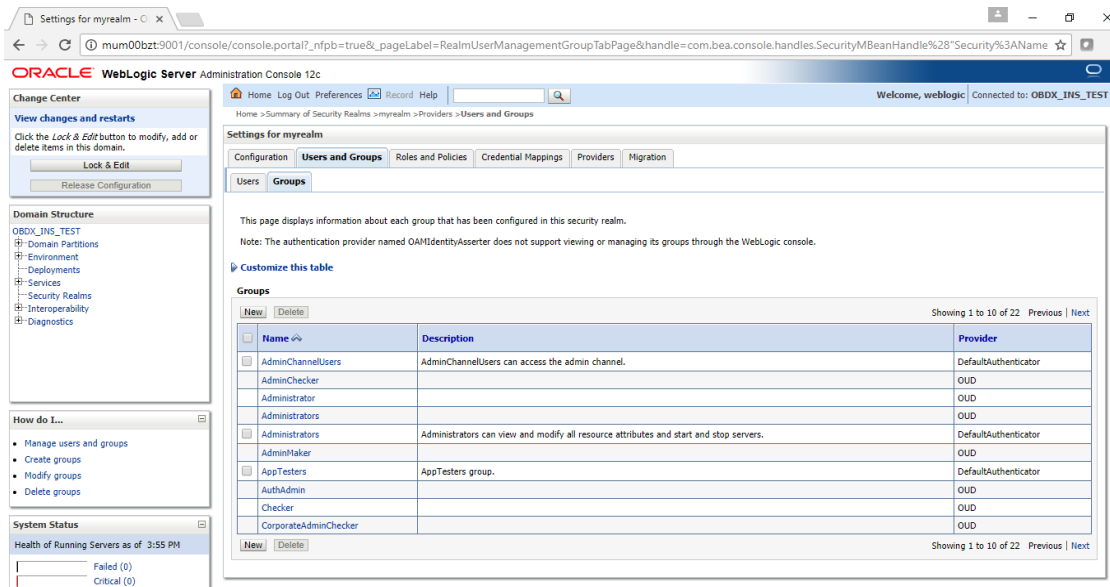 Settings for myrealm - O
mum00bzt:9001/console/console.portal?_nfpb=true&_pageLabel=RealmUserManagementGroupTabPage&handle=com.bea.console.handles.SecurityMBeanHandle%28"Security%3AName
ORACLE WebLogic Server Administration Console 12c
Change Center
View changes and restarts
Click the Lock & Edit button to modify, add or
delete items in this domain.
Lock & Edit
Release Configuration
Domain Structure
OBDX_INS_TEST
Domain Partitions
Environment
Deployments
Services
Security Realms
Interoperability
Diagnostics
How do I...
• Manage users and groups
• Create groups
• Modify groups
• Delete groups
System Status
Health of Running Servers as of 3:55 PM
Failed (0)
Critical (0)
Home Log Out Preferences Record Help
Welcome, weblogic Connected to: OBDX_INS_TEST
Home >Summary of Security Realms >myrealm >Providers >Users and Groups
Settings for myrealm
Configuration Users and Groups Roles and Policies Credential Mappings Providers Migration
Users Groups
This page displays information about each group that has been configured in this security realm.
Note: The authentication provider named OAMIdentityAsserter does not support viewing or managing its groups through the WebLogic console.
Customize this table
Groups
New Delete Showing 1 to 10 of 22 Previous | Next
Name Description Provider
AdminChannelUsers AdminChannelUsers can access the admin channel. DefaultAuthenticator
AdminChecker OUD
Administrator OUD
Administrators OUD
Administrators Administrators can view and modify all resource attributes and start and stop servers. DefaultAuthenticator
AdminMaker OUD
AppTesters AppTesters group. DefaultAuthenticator
AuthAdmin OUD
Checker OUD
CorporateAdminChecker OUD
New Delete Showing 1 to 10 of 22 Previous | Next